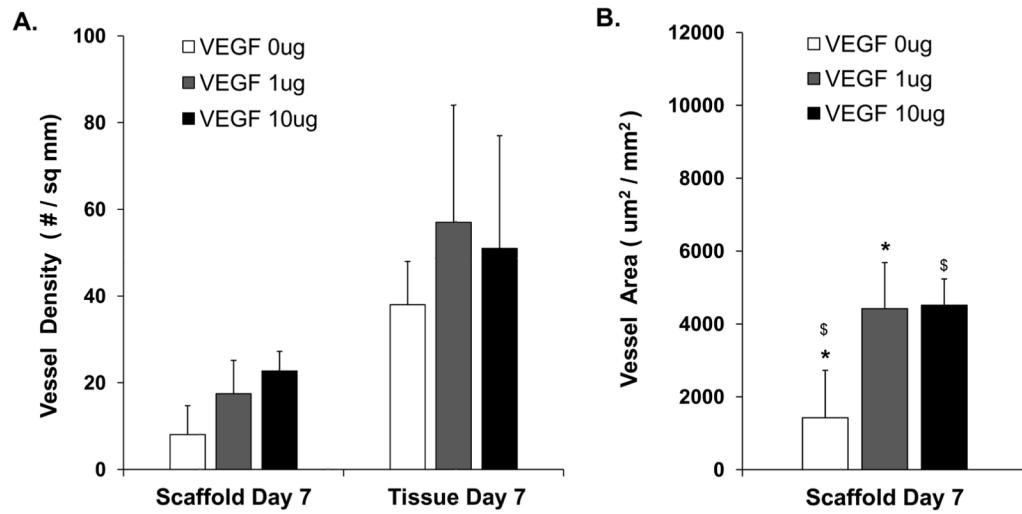 A.
Vessel Density ( # / sq mm)
100
80
60
40
20
0
VEGF 0ug
VEGF 1ug
VEGF 10ug
Scaffold Day 7
Tissue Day 7
B.
Vessel Area ( um² / mm²)
12000
10000
8000
6000
4000
2000
0
VEGF 0ug
VEGF 1ug
VEGF 10ug
$
*
*
$
Scaffold Day 7